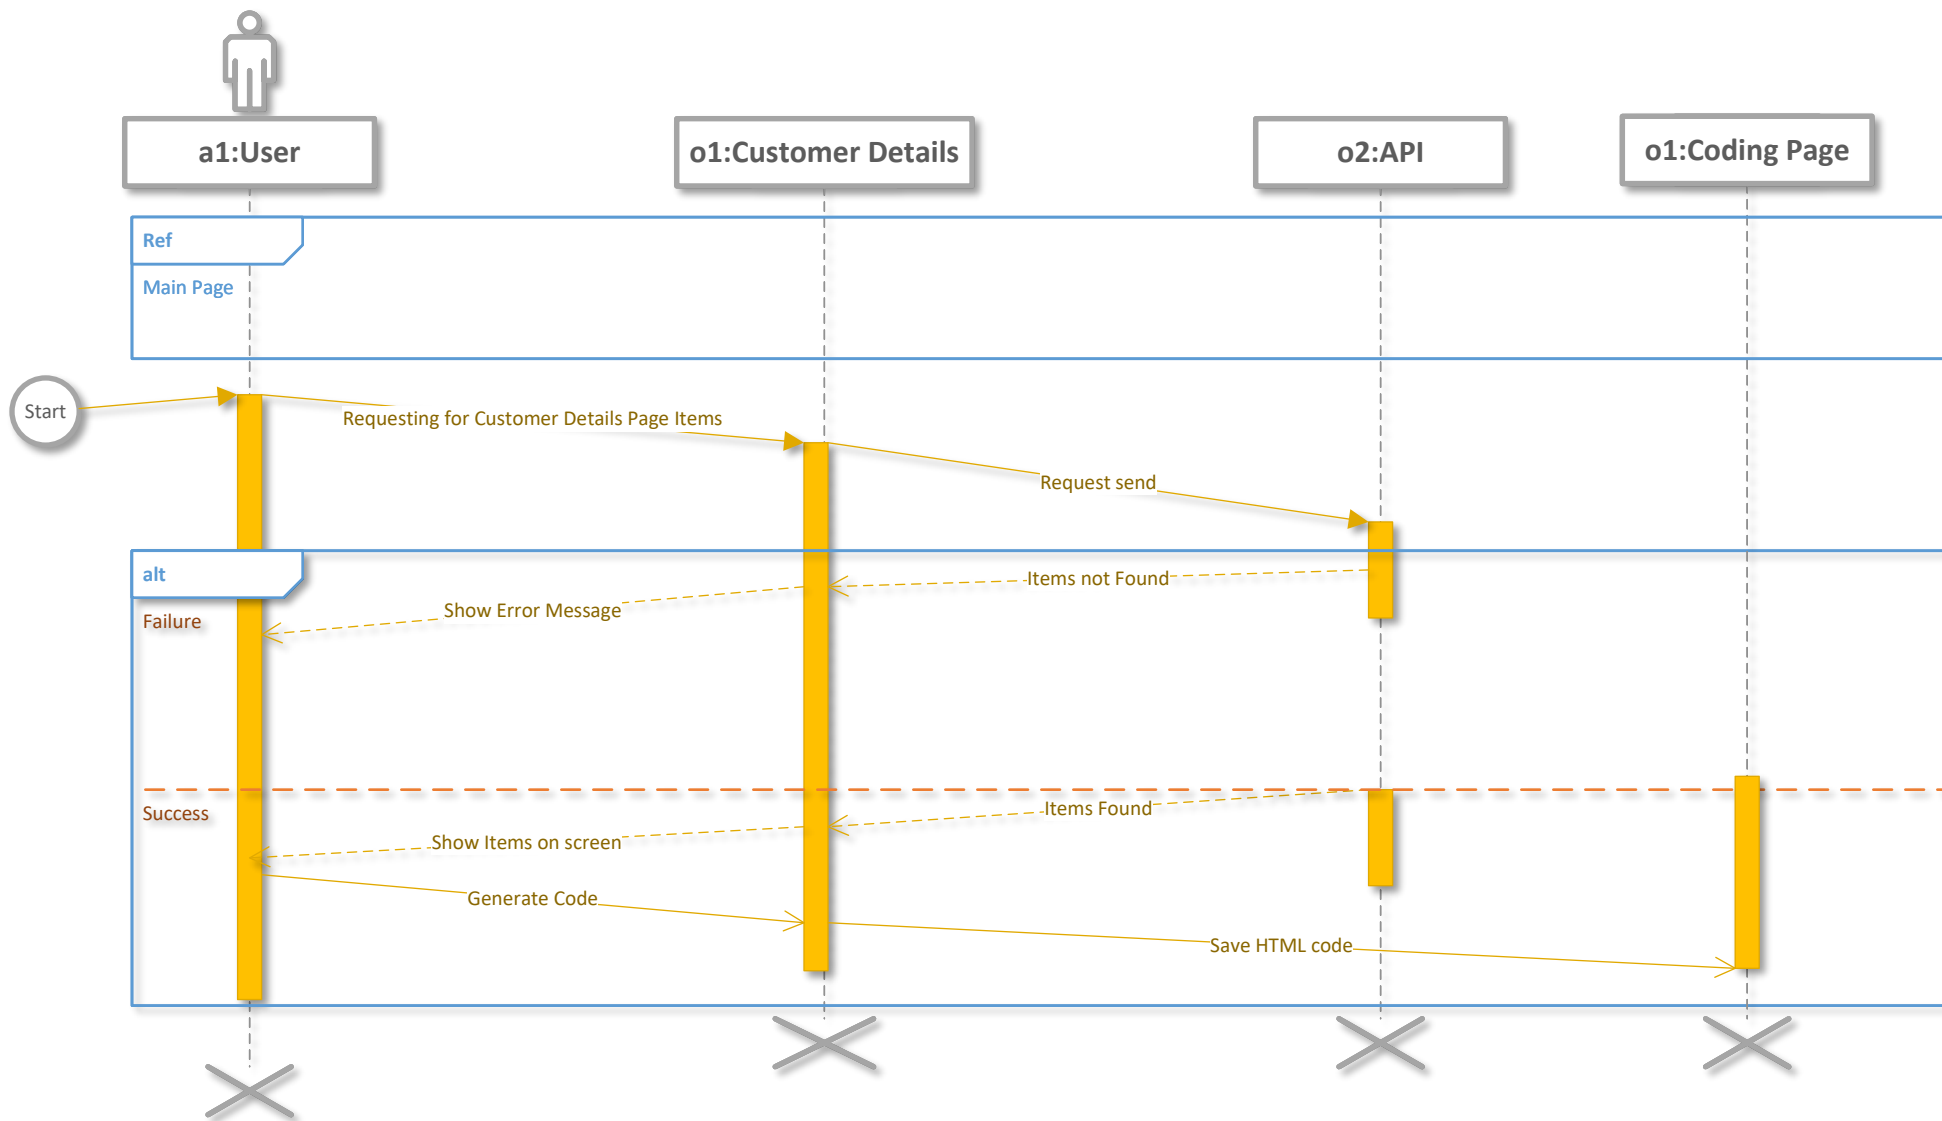 a1:User
o1:Customer Details
o2:API
o1:Coding Page
Ref
Main Page
Start
Requesting for Customer Details Page Items
Request send
alt
Items not Found
Show Error Message
Failure
Success
Items Found
Show Items on screen
Generate Code
Save HTML code